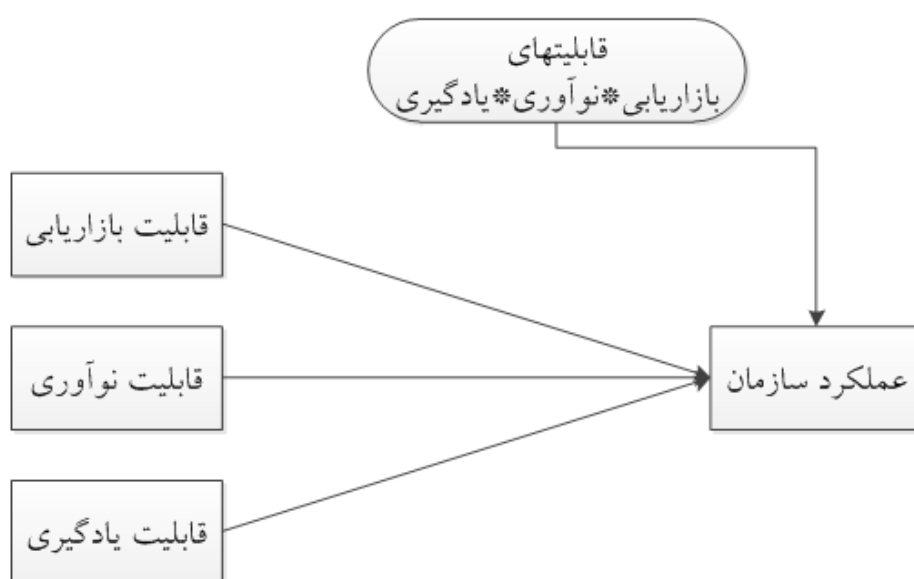 قابلیتهای
بازاریابی*نوآوری*یادگیری
قابلیت بازاریابی
قابلیت نوآوری
عملکرد سازمان
قابلیت یادگیری